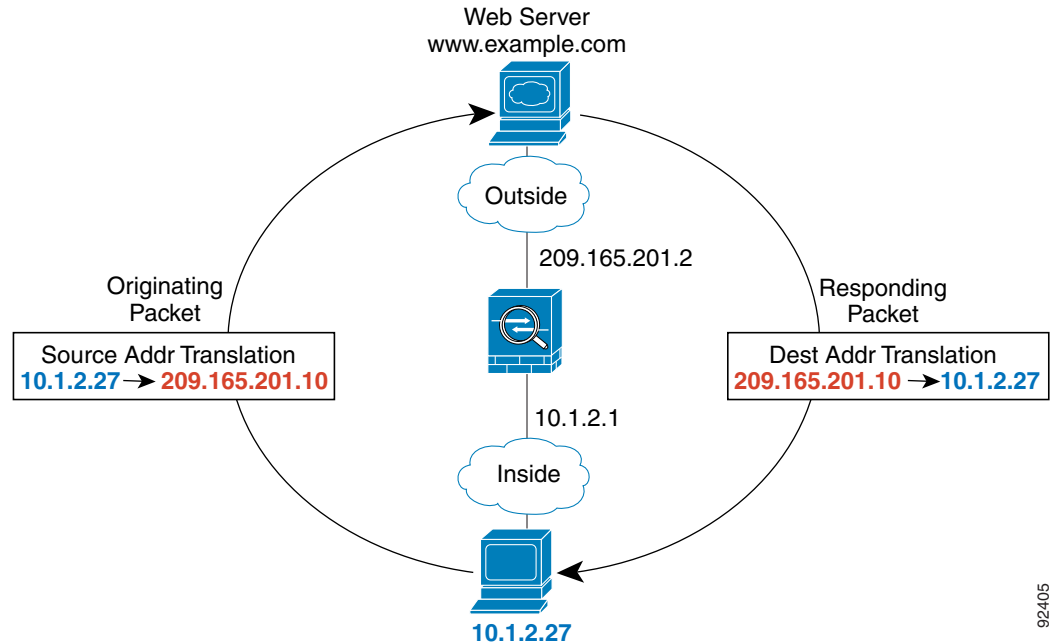 Web Server
www.example.com
Outside
209.165.201.2
Originating
Packet
Source Addr Translation
10.1.2.27 209.165.201.10
Responding
Packet
Dest Addr Translation
209.165.201.10 10.1.2.27
10.1.2.1
Inside
10.1.2.27
92405